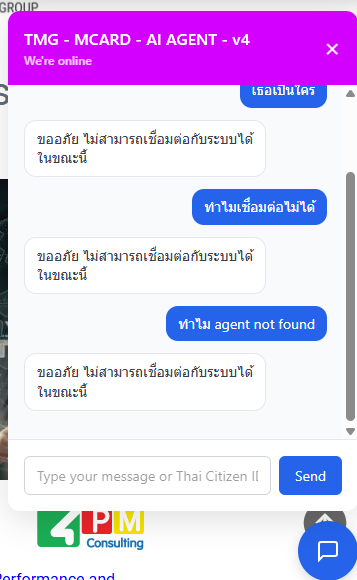 GROUP
TMG - MCARD - AI AGENT - v4
We're online
×
เธอเป็นใคร
ขออภัย ไม่สามารถเชื่อมต่อกับระบบได้
ในขณะนี้
ทำไมเชื่อมต่อไม่ได้
ขออภัย ไม่สามารถเชื่อมต่อกับระบบได้
ในขณะนี้
ทำไม agent not found
ขออภัย ไม่สามารถเชื่อมต่อกับระบบได้
ในขณะนี้
Type your message or Thai Citizen I
Send
4PM
Consulting
Performance and